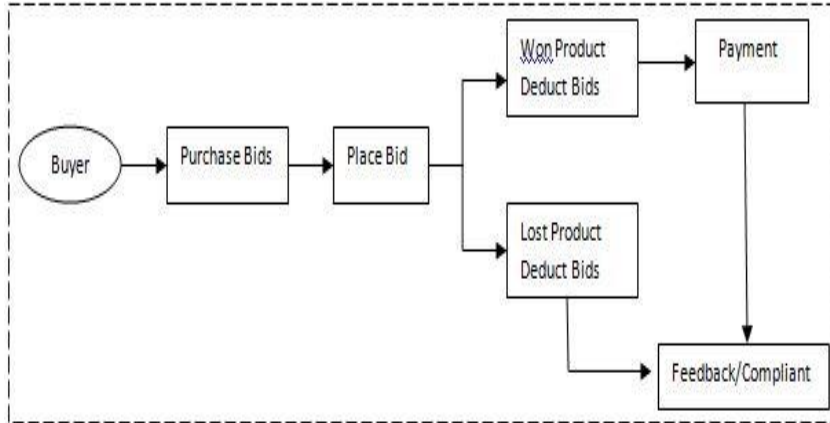 Buyer
Purchase Bids
Place Bid
Won Product
Deduct Bids
Payment
Lost Product
Deduct Bids
Feedback/Compliant